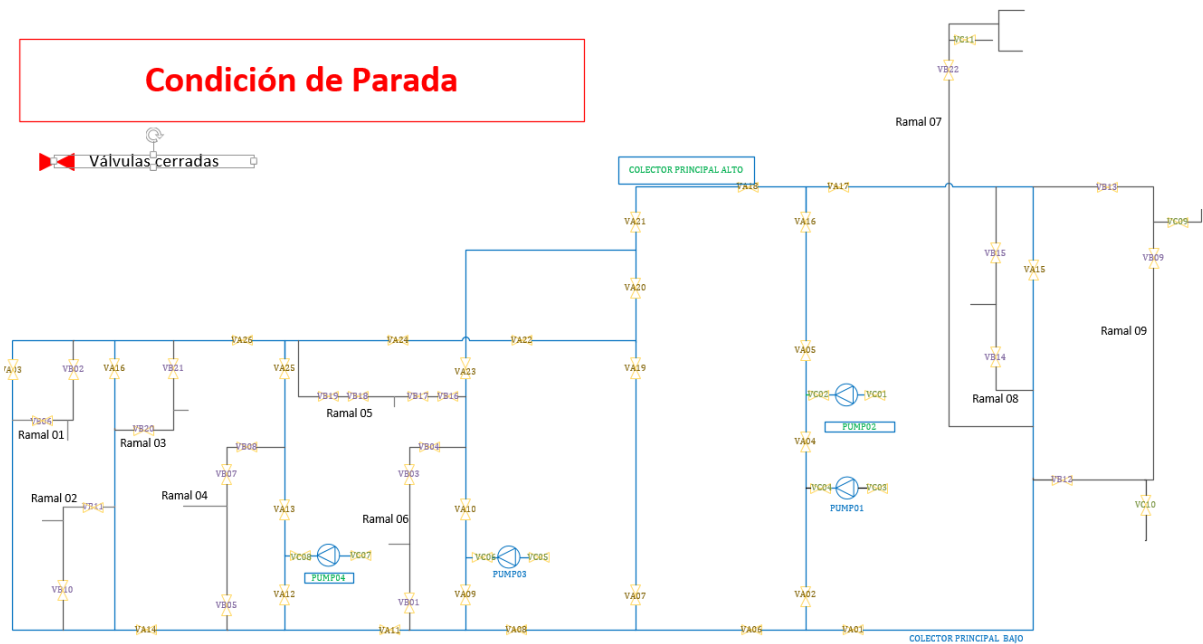 Condición de Parada
Válvulas cerradas
VC11
VB22
Ramal 07
COLECTOR PRINCIPAL ALTO
VA18
VA17
VB13
VA21
VA16
VC09
VB15
VB09
VA15
VA20
Ramal 09
VA26
VA24
VA22
VA05
VB14
VA03
VB02
VA16
VB21
VA25
VA23
VA19
VB19
VB18
VB17
VB16
VC02
VC01
Ramal 08
Ramal 05
VB06
VB20
PUMP02
Ramal 01
Ramal 03
VB08
VB04
VA04
VB07
VB03
VB12
VC04
VC03
Ramal 02
Ramal 04
VB11
VA13
Ramal 06
VA10
PUMP01
VC10
VC08
VC07
VC06
VC05
PUMP04
PUMP03
VB10
VB05
VA12
VB01
VA09
VA07
VA02
VA14
VA11
VA08
VA06
VA01
COLECTOR PRINCIPAL BAJO